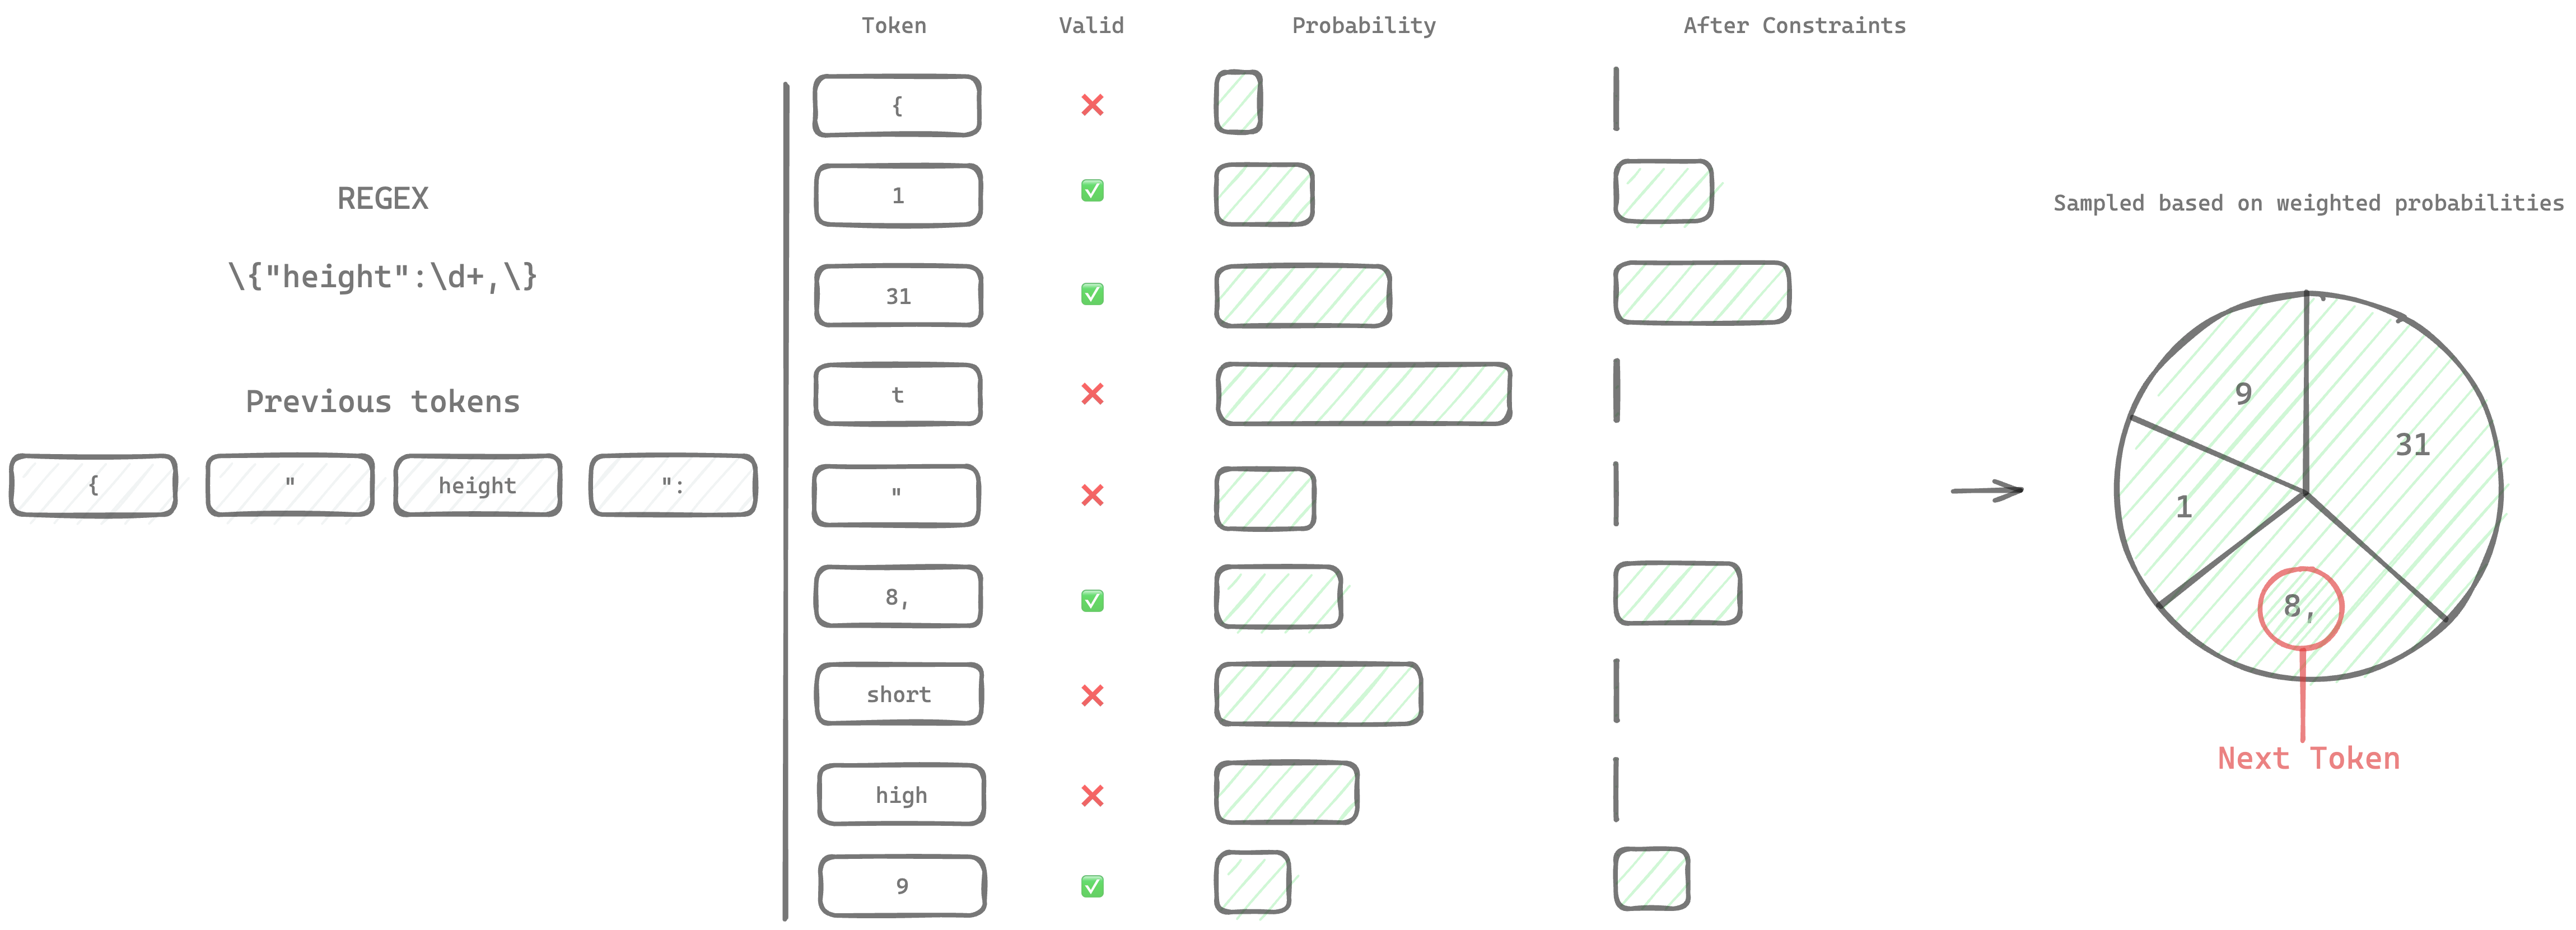 Token Valid Probability After Constraints
REGEX
\{"height":\d+,\}
Previous tokens
{ " height ":
{
1
31
t
"
8,
short
high
9
Sampled based on weighted probabilities
9
31
1
8,
Next Token